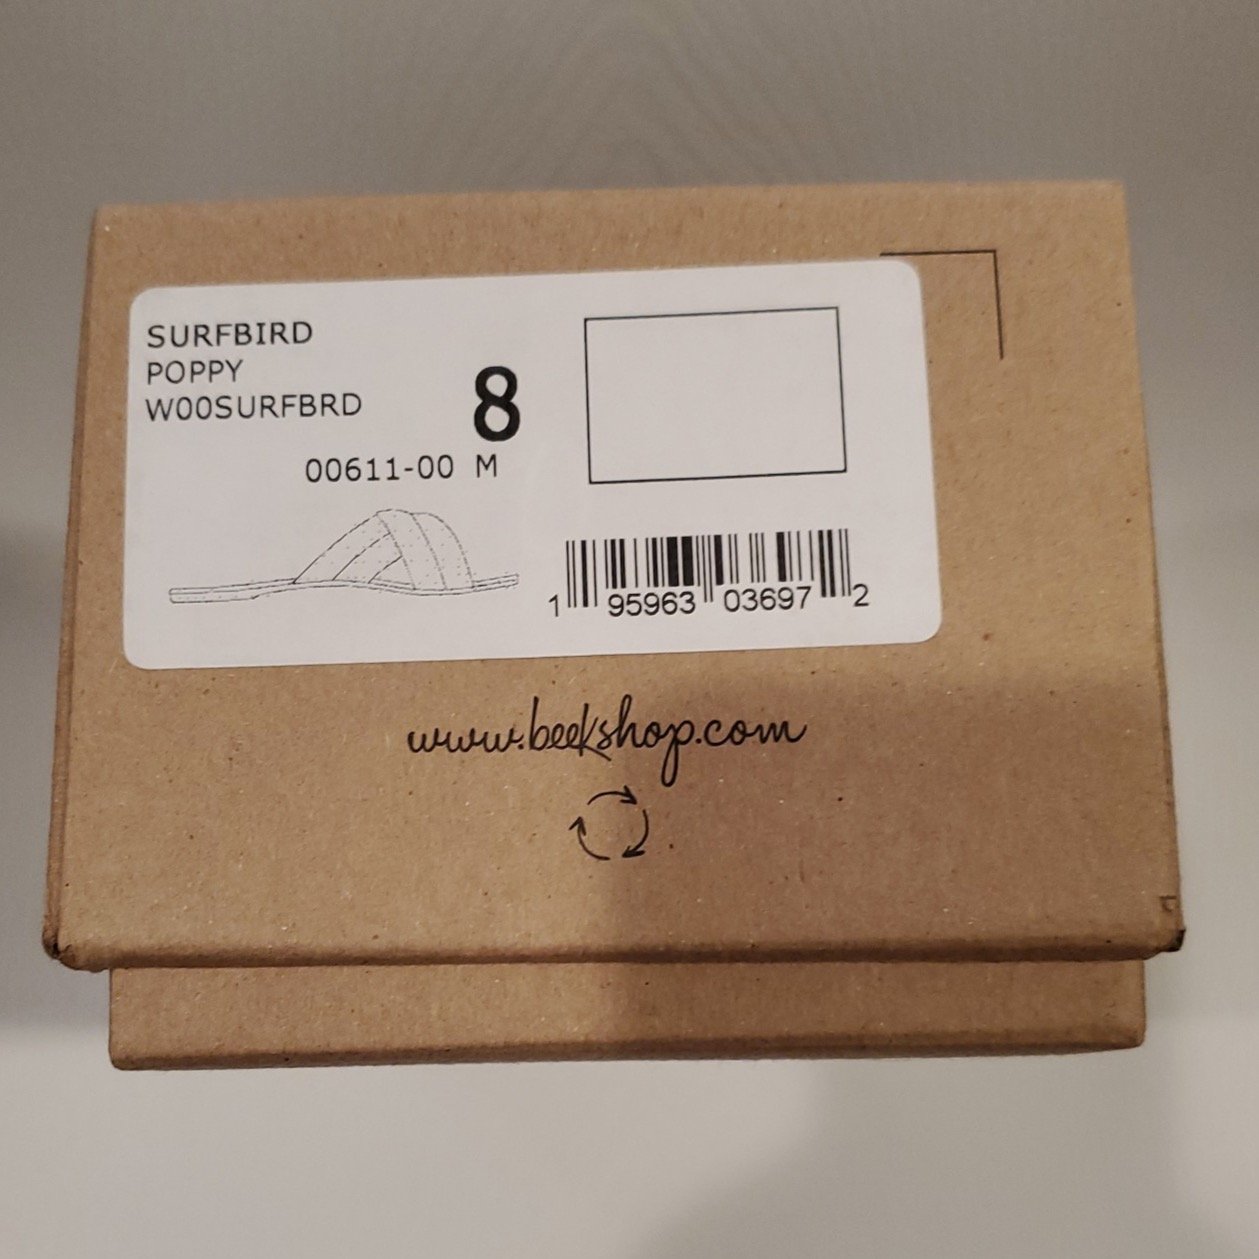 SURFBIRD
POPPY
W00SURFBRD
8
00611-00 M
1 95963 03697 2
www.beekshop.com